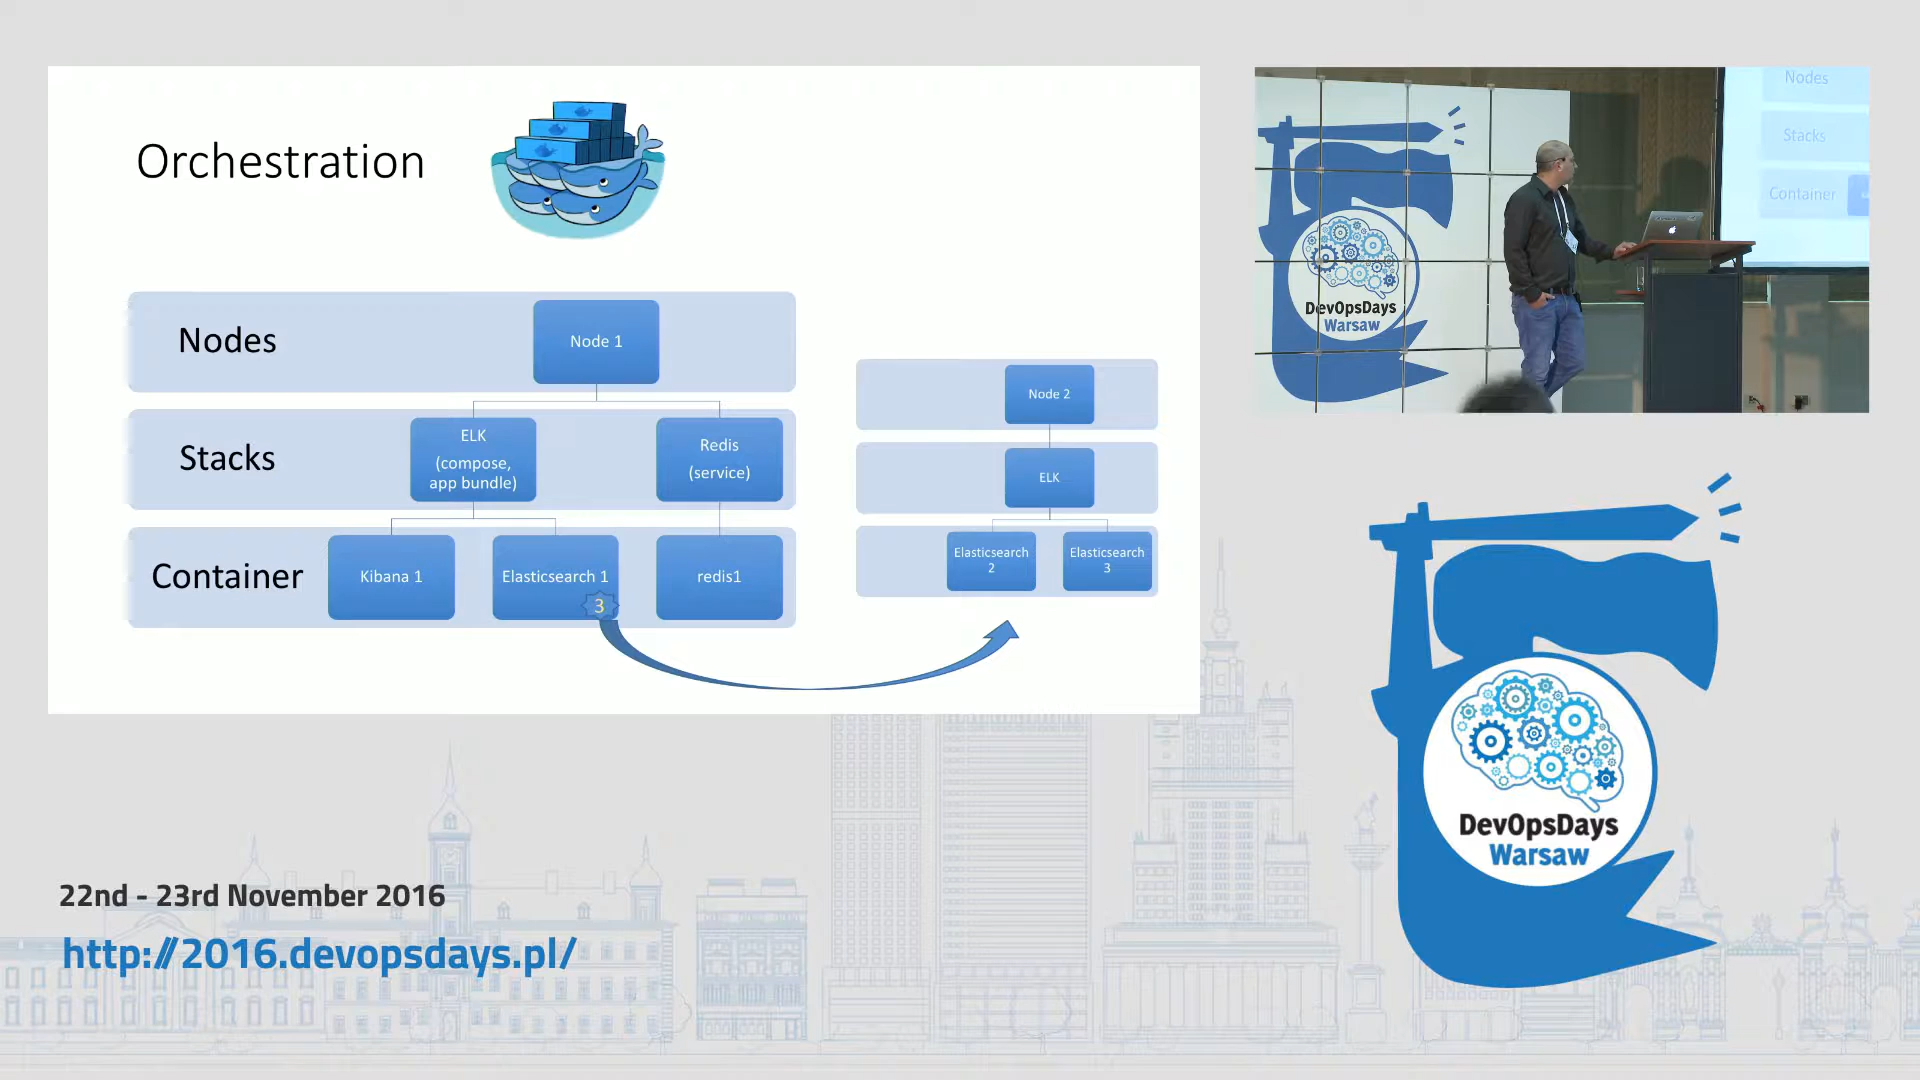 Orchestration
Nodes
Node 1
Stacks
ELK
(compose,
app bundle)
Redis
(service)
Container
Kibana 1
Elasticsearch 1
3
redis1
Node 2
ELK
Elasticsearch
2
Elasticsearch
3
Nodes
Stacks
Container
DevOpsDays
Warsaw
DevOpsDays
Warsaw
22nd - 23rd November 2016
http://2016.devopsdays.pl/